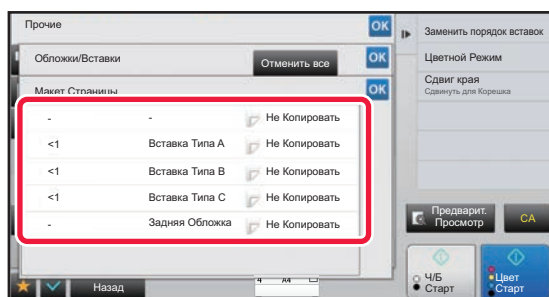 Прочие
OK
Обложки/Вставки
Отменить все
OK
Макет Страницы
OK
- - Не Копировать
<1 Вставка Типа A Не Копировать
<1 Вставка Типа B Не Копировать
<1 Вставка Типа C Не Копировать
- Задняя Обложка Не Копировать
Назад
4 A4
Заменить порядок вставок
Цветной Режим
Сдвиг края
Сдвинуть для Корешка
Предварит.
Просмотр
CA
Ч/Б
Старт
Цвет
Старт